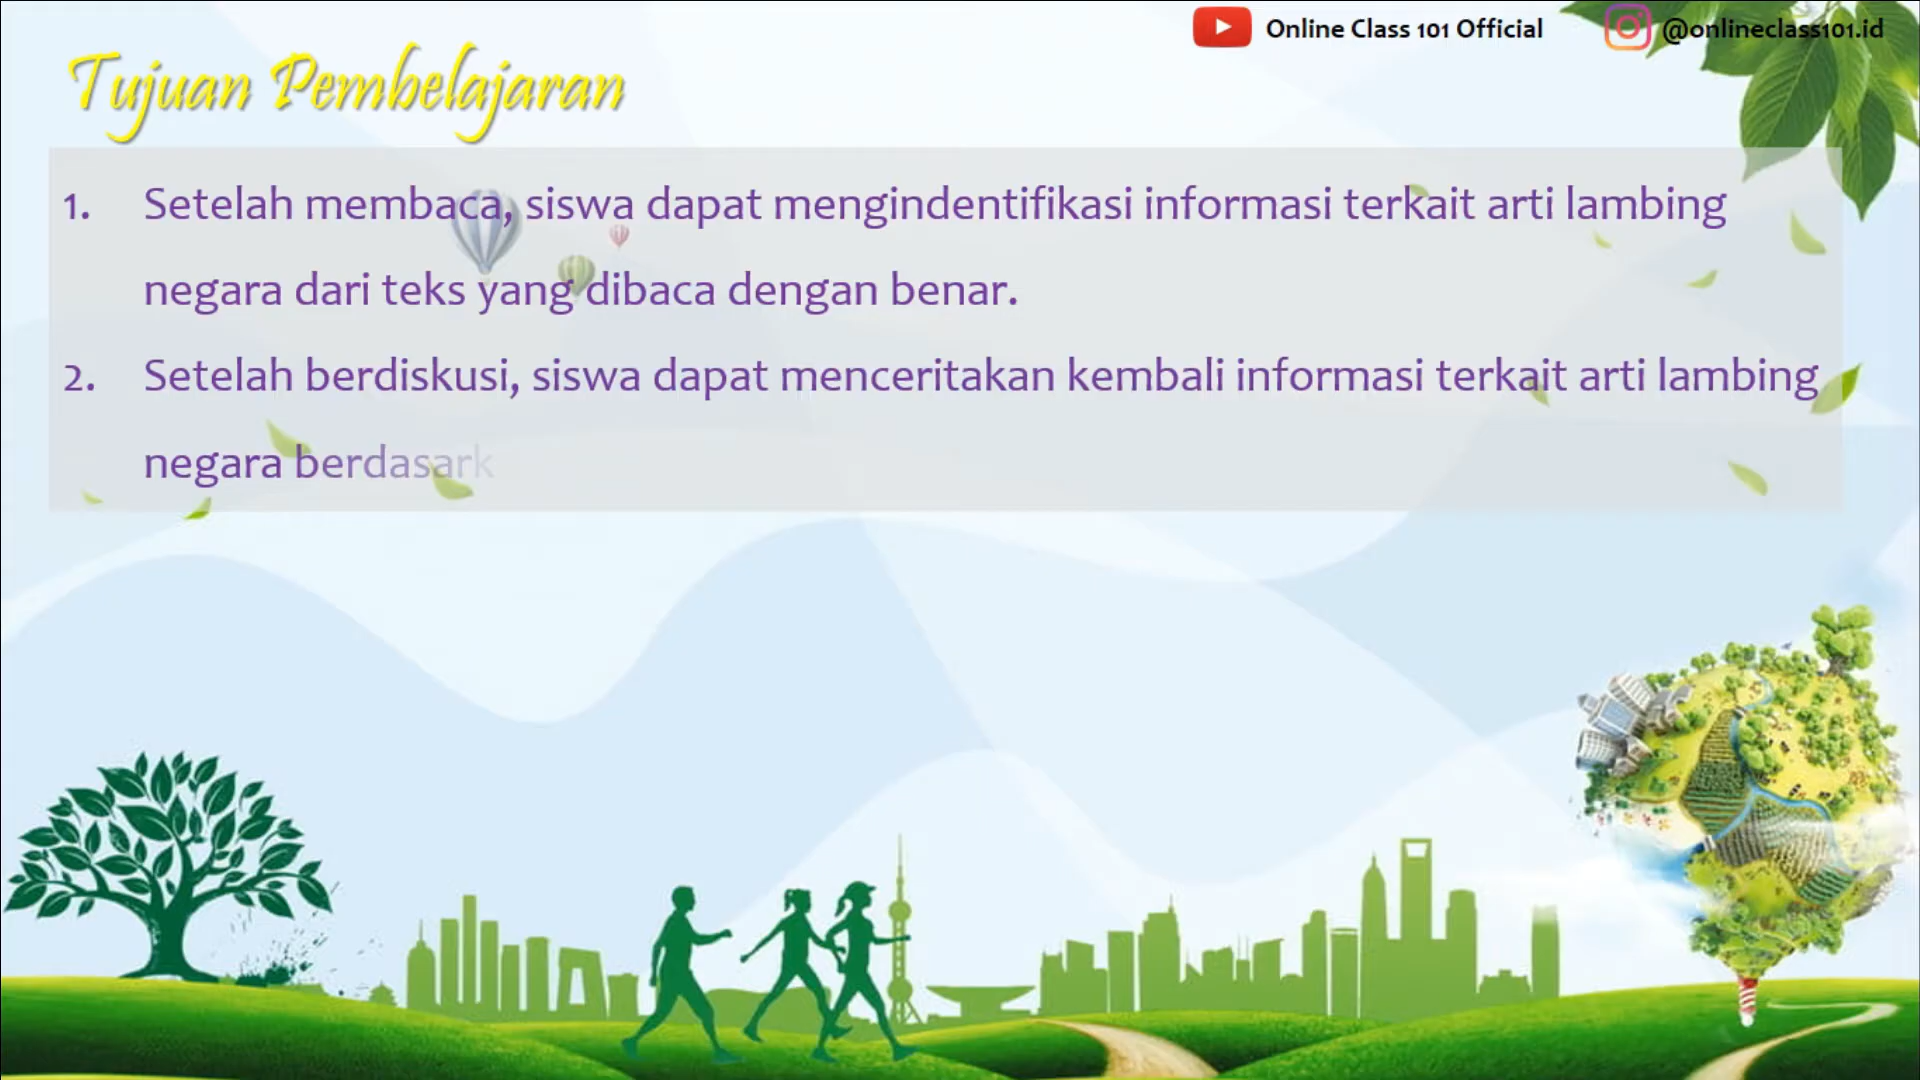 Online Class 101 Official @onlineclass101.id
Tujuan Pembelajaran
1. Setelah membaca, siswa dapat mengindentifikasi informasi terkait arti lambing
negara dari teks yang dibaca dengan benar.
2. Setelah berdiskusi, siswa dapat menceritakan kembali informasi terkait arti lambing
negara berdasark